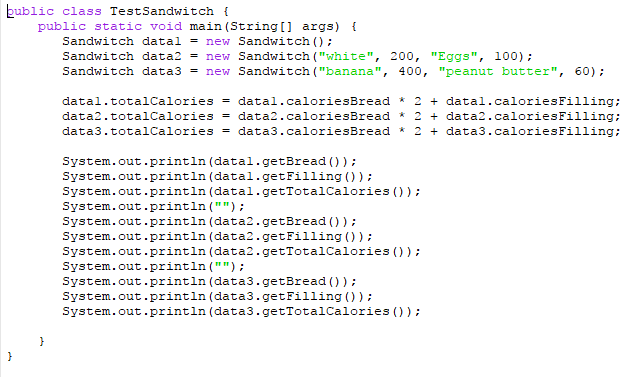 public class TestSandwitch {
public static void main(String[] args) {
Sandwitch data1 = new Sandwitch();
Sandwitch data2 = new Sandwitch("white", 200, "Eggs", 100);
Sandwitch data3 = new Sandwitch("banana", 400, "peanut butter", 60);
data1.totalCalories = data1.caloriesBread * 2 + data1.caloriesFilling;
data2.totalCalories = data2.caloriesBread * 2 + data2.caloriesFilling;
data3.totalCalories = data3.caloriesBread * 2 + data3.caloriesFilling;
System.out.println(data1.getBread());
System.out.println(data1.getFilling());
System.out.println(data1.getTotalCalories());
System.out.println("");
System.out.println(data2.getBread());
System.out.println(data2.getFilling());
System.out.println(data2.getTotalCalories());
System.out.println("");
System.out.println(data3.getBread());
System.out.println(data3.getFilling());
System.out.println(data3.getTotalCalories());
}
}